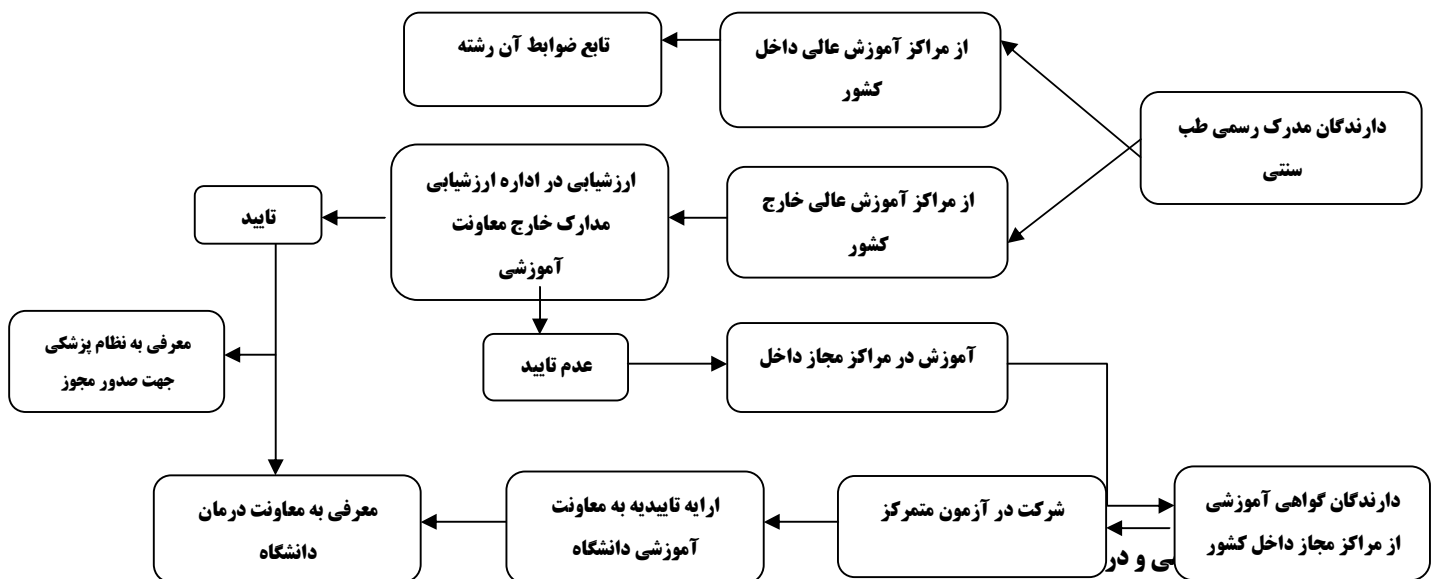 دارندگان مدرک رسمی طب
سنتی
از مراکز آموزش عالی داخل
کشور
تابع ضوابط آن رشته
از مراکز آموزش عالی خارج
کشور
ارزشیابی در اداره ارزشیابی
مدارک خارج معاونت
آموزشی
تایید
معرفی به نظام پزشکی
جهت صدور مجوز
عدم تایید
آموزش در مراکز مجاز داخل
دارندگان گواهی آموزشی
از مراکز مجاز داخل کشور
شرکت در آزمون متمرکز
ارایه تاییدیه به معاونت
آموزشی دانشگاه
معرفی به معاونت درمان
دانشگاه